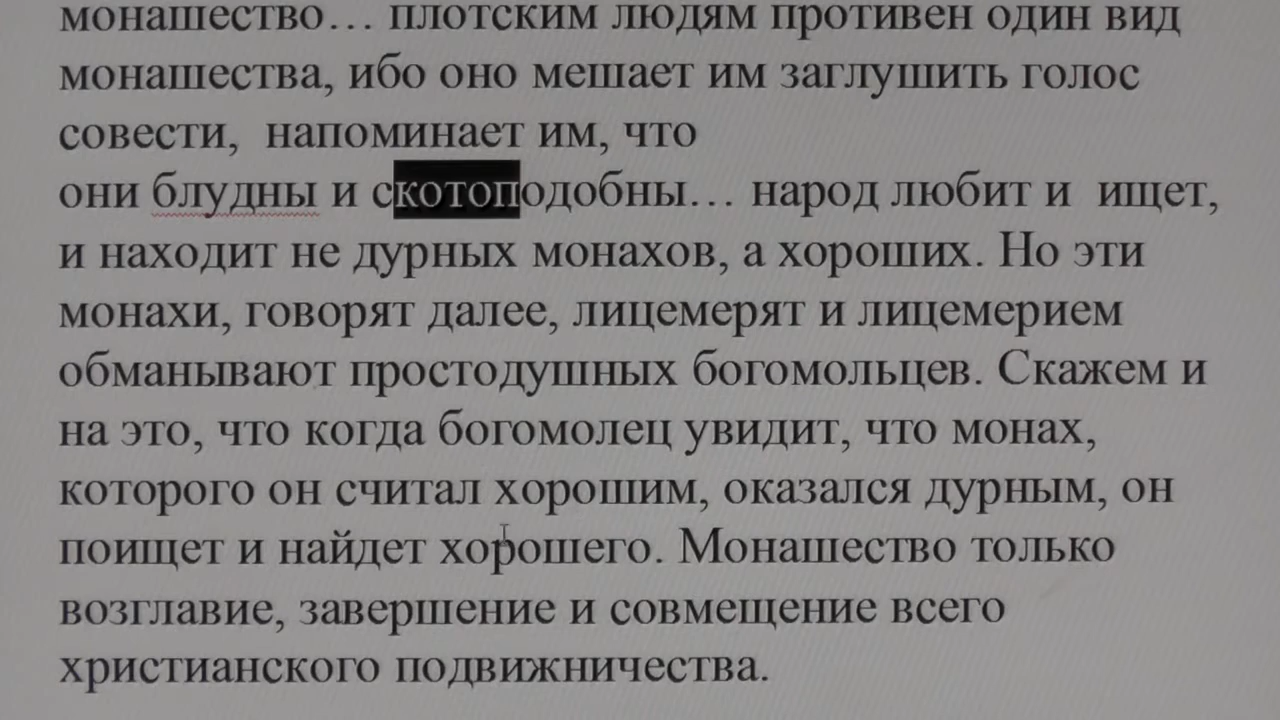 монашество… плотским людям противен один вид
монашества, ибо оно мешает им заглушить голос
совести,  напоминает им, что
они блудны и скотоподобны… народ любит и  ищет,
и находит не дурных монахов, а хороших. Но эти
монахи, говорят далее, лицемерят и лицемерием
обманывают простодушных богомольцев. Скажем и
на это, что когда богомолец увидит, что монах,
которого он считал хорошим, оказался дурным, он
поищет и найдет хорошего. Монашество только
возглавие, завершение и совмещение всего
христианского подвижничества.